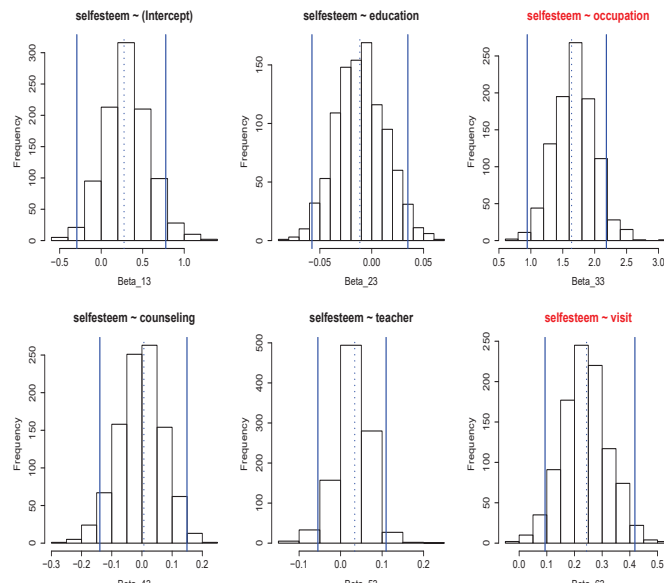 selfesteem ~ (Intercept)
Frequency
0 50 100 150 200 250 300
−0.5 0.0 0.5 1.0
Beta_13
selfesteem ~ education
Frequency
0 50 100 150
−0.05 0.00 0.05
Beta_23
selfesteem ~ occupation
Frequency
0 50 100 150 200 250
0.5 1.0 1.5 2.0 2.5 3.0
Beta_33
selfesteem ~ counseling
Frequency
0 50 100 150 200 250
−0.3 −0.2 −0.1 0.0 0.1 0.2
selfesteem ~ teacher
Frequency
0 100 200 300 400 500
−0.1 0.0 0.1 0.2
selfesteem ~ visit
Frequency
0 50 100 150 200 250
0.0 0.1 0.2 0.3 0.4 0.5